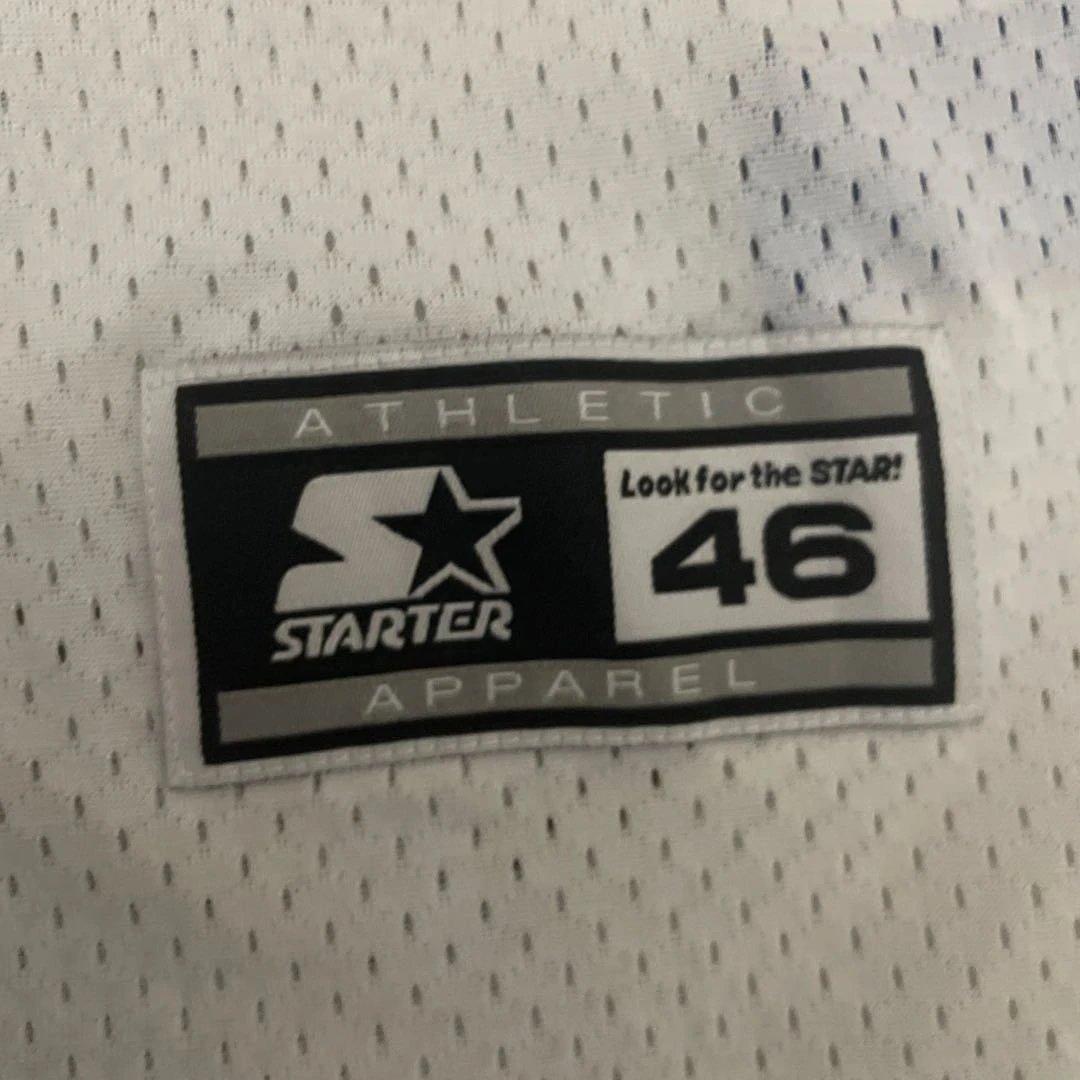 ATHLETIC
Look for the STAR!
46
STARTER
APPAREL